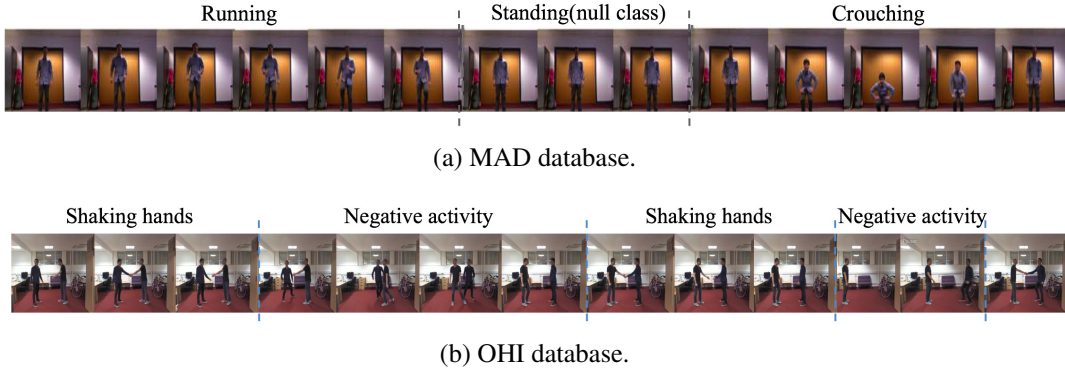 Running Standing(null class) Crouching
(a) MAD database.
Shaking hands Negative activity Shaking hands Negative activity
(b) OHI database.